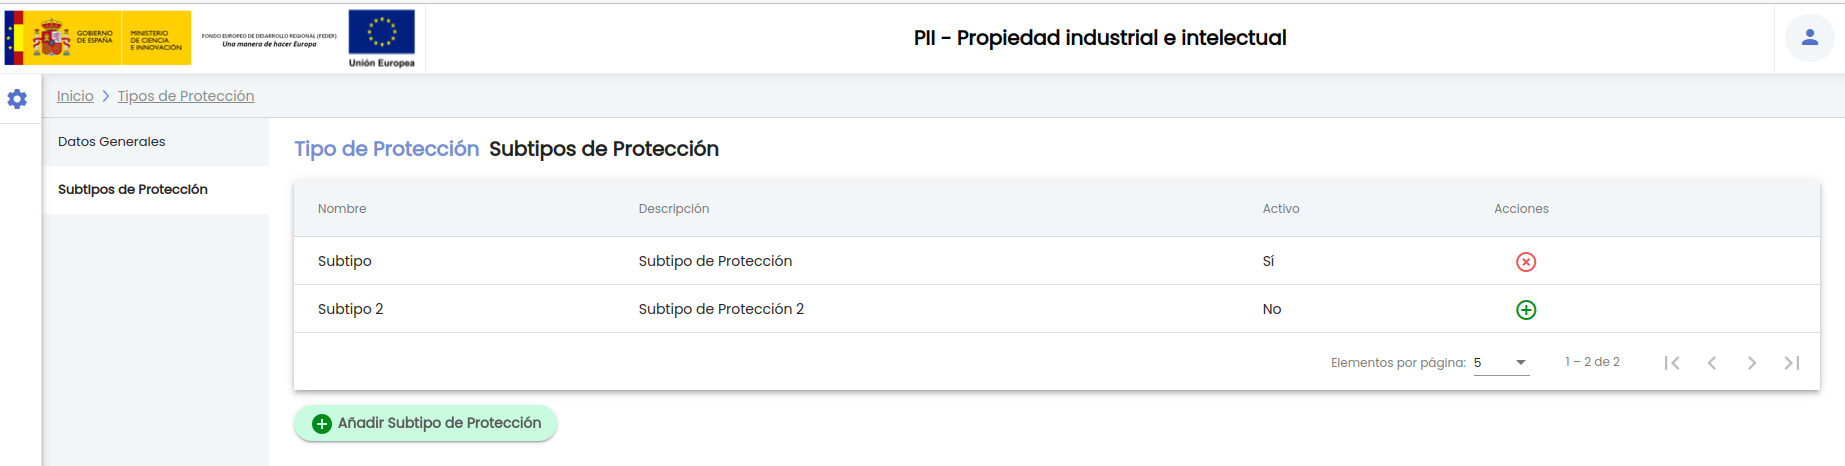 GOBIERNO
DE ESPAÑA
MINISTERIO
DE CIENCIA
E INNOVACIÓN
FONDO EUROPEO DE DESARROLLO REGIONAL (FEDER)
Una manera de hacer Europa
Unión Europea
PII - Propiedad industrial e intelectual
Inicio > Tipos de Protección
Datos Generales
Subtipos de Protección
Tipo de Protección Subtipos de Protección
Nombre Descripción Activo Acciones
Subtipo Subtipo de Protección Sí
Subtipo 2 Subtipo de Protección 2 No
Elementos por página: 5 1 – 2 de 2
Añadir Subtipo de Protección